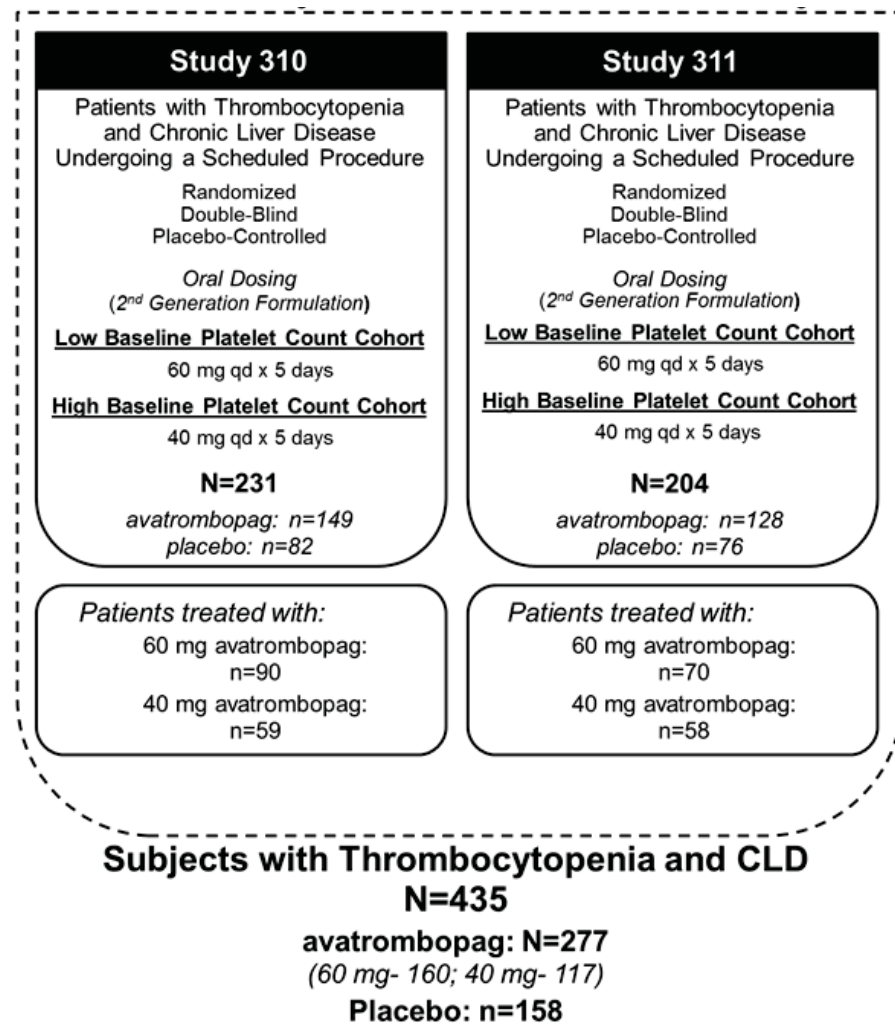 Study 310
Patients with Thrombocytopenia
and Chronic Liver Disease
Undergoing a Scheduled Procedure
Randomized
Double-Blind
Placebo-Controlled
Oral Dosing
(2nd Generation Formulation)
Low Baseline Platelet Count Cohort
60 mg qd x 5 days
High Baseline Platelet Count Cohort
40 mg qd x 5 days
N=231
avatrombopag: n=149
placebo: n=82
Patients treated with:
60 mg avatrombopag:
n=90
40 mg avatrombopag:
n=59
Study 311
Patients with Thrombocytopenia
and Chronic Liver Disease
Undergoing a Scheduled Procedure
Randomized
Double-Blind
Placebo-Controlled
Oral Dosing
(2nd Generation Formulation)
Low Baseline Platelet Count Cohort
60 mg qd x 5 days
High Baseline Platelet Count Cohort
40 mg qd x 5 days
N=204
avatrombopag: n=128
placebo: n=76
Patients treated with:
60 mg avatrombopag:
n=70
40 mg avatrombopag:
n=58
Subjects with Thrombocytopenia and CLD
N=435
avatrombopag: N=277
(60 mg- 160; 40 mg- 117)
Placebo: n=158